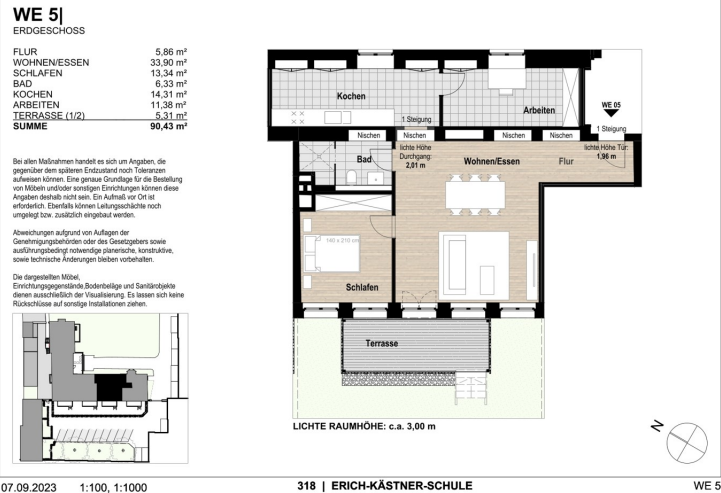 WE 5|
ERDGESCHOSS
FLUR 5,86 m²
WOHNEN/ESSEN 33,90 m²
SCHLAFEN 13,34 m²
BAD 6,33 m²
KOCHEN 14,31 m²
ARBEITEN 11,38 m²
TERRASSE (1/2) 5,31 m²
SUMME 90,43 m²
Bei allen Maßnahmen handelt es sich um Angaben, die
gegenüber dem späteren Endzustand noch Toleranzen
aufweisen können. Eine genaue Grundlage für die Bestellung
von Möbeln und/oder sonstigen Einrichtungen können diese
Angaben deshalb nicht sein. Ein Aufmaß vor Ort ist
erforderlich. Ebenfalls können Leitungsschächte noch
umgelegt bzw. zusätzlich eingebaut werden.
Abweichungen aufgrund von Auflagen der
Genehmigungsbehörden oder des Gesetzgebers sowie
ausführungsbedingt notwendige planerische, konstruktive,
sowie technische Änderungen bleiben vorbehalten.
Die dargestellten Möbel,
Einrichtungsgegenstände,Bodenbeläge und Sanitärobjekte
dienen ausschließlich der Visualisierung. Es lassen sich keine
Rückschlüsse auf sonstige Installationen ziehen.
Kochen
Arbeiten
WE 05
1 Steigung
1 Steigung
Nischen
Nischen
Nischen
Nischen
lichte Höhe
Durchgang:
2,01 m
lichte Höhe Tür:
1,96 m
Bad
Wohnen/Essen
Flur
140 x 210 cm
Schlafen
Terrasse
LICHTE RAUMHÖHE: c.a. 3,00 m
N
07.09.2023 1:100, 1:1000
318 | ERICH-KÄSTNER-SCHULE
WE 5